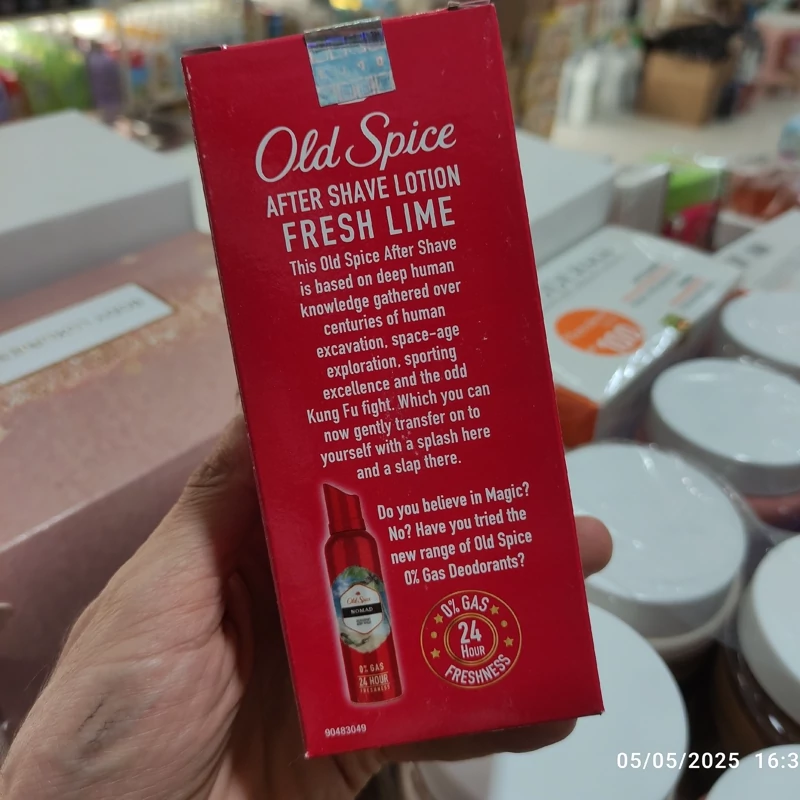 Old Spice
AFTER SHAVE LOTION
FRESH LIME
This Old Spice After Shave
is based on deep human
knowledge gathered over
centuries of human
excavation, space-age
exploration, sporting
excellence and the odd
Kung Fu fight. Which you can
now gently transfer on to
yourself with a splash here
and a slap there.
Do you believe in Magic?
No? Have you tried the
new range of Old Spice
0% Gas Deodorants?
Old Spice
NOMAD
0% GAS
24 HOUR
FRESHNESS
0% GAS
24
HOUR
FRESHNESS
90483049
05/05/2025 16:3